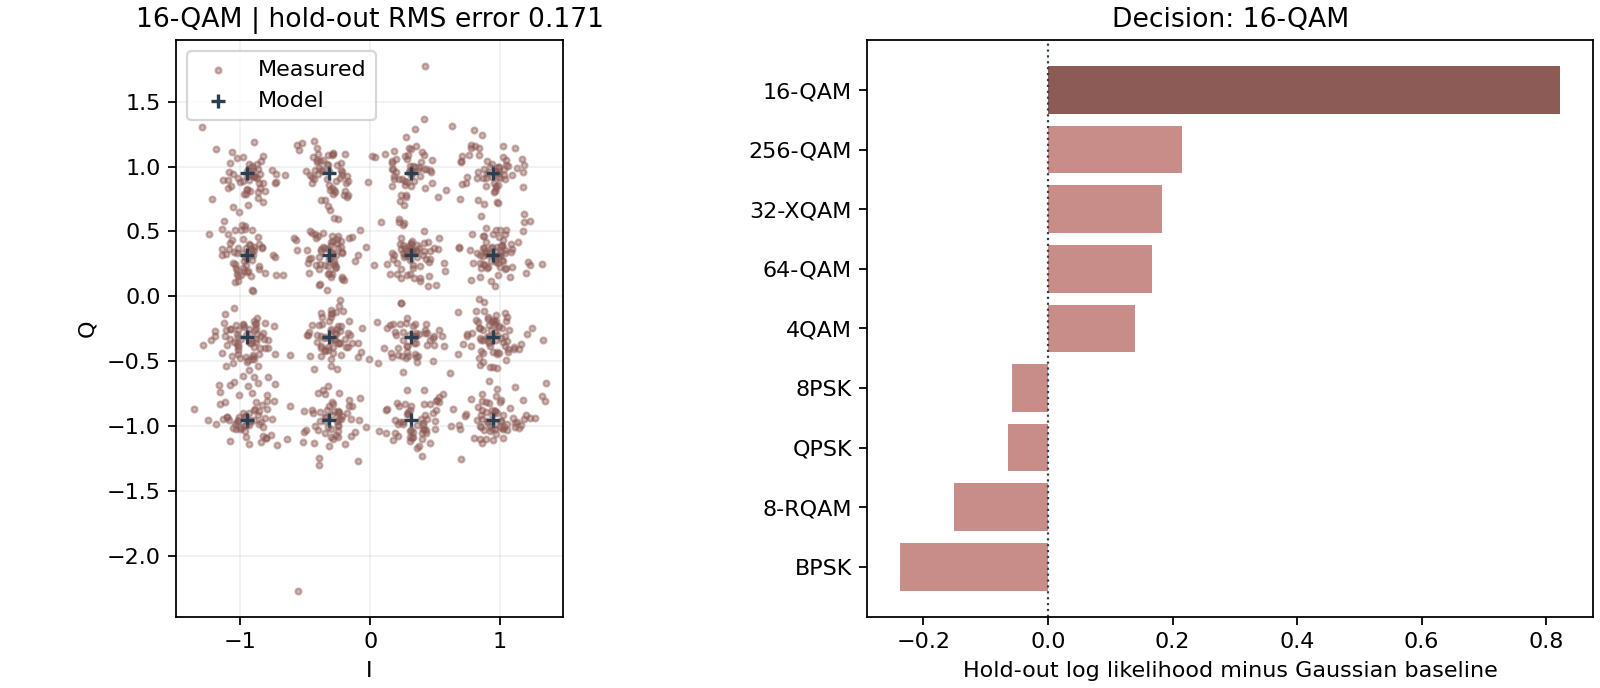 16-QAM | hold-out RMS error 0.171
Measured
Model
1.5
1.0
0.5
0.0
−0.5
−1.0
−1.5
−2.0
Q
−1
0
1
I
Decision: 16-QAM
16-QAM
256-QAM
32-XQAM
64-QAM
4QAM
8PSK
QPSK
8-RQAM
BPSK
−0.2
0.0
0.2
0.4
0.6
0.8
Hold-out log likelihood minus Gaussian baseline